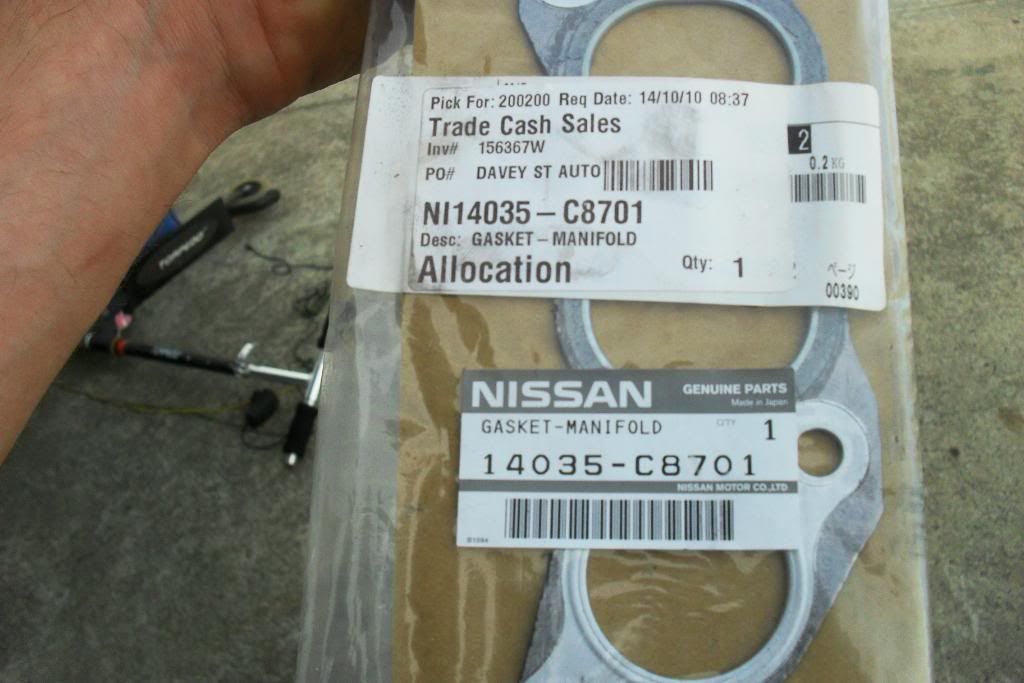 Pick For: 200200 Req Date: 14/10/10 08:37
Trade Cash Sales
Inv# 156367W
PO# DAVEY ST AUTO
2
0.2 KG
NI14035-C8701
Desc: GASKET-MANIFOLD
Allocation
Qty: 1
ページ
00390
NISSAN
GENUINE PARTS
Made in Japan
GASKET-MANIFOLD
QTY 1
14035-C8701
NISSAN MOTOR CO.,LTD.